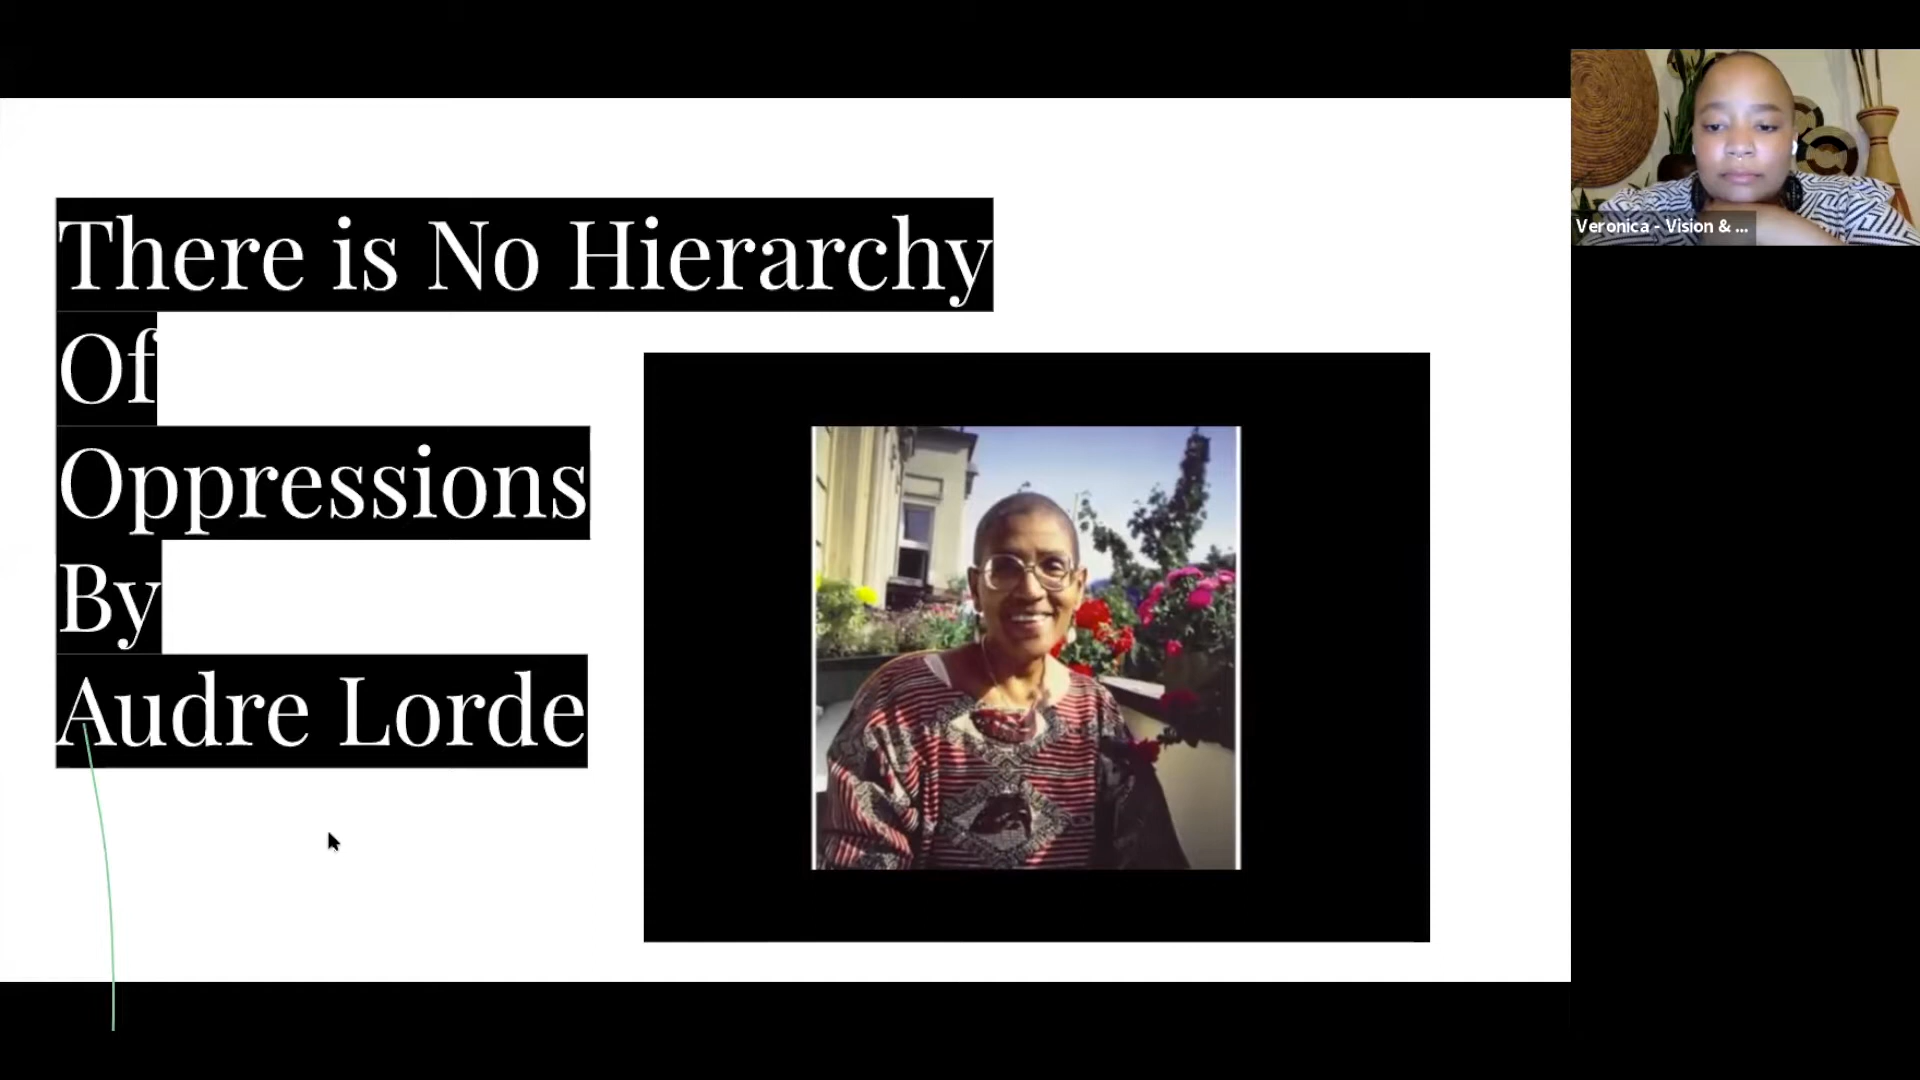 There is No Hierarchy
Of
Oppressions
By
Audre Lorde
Veronica - Vision & ...